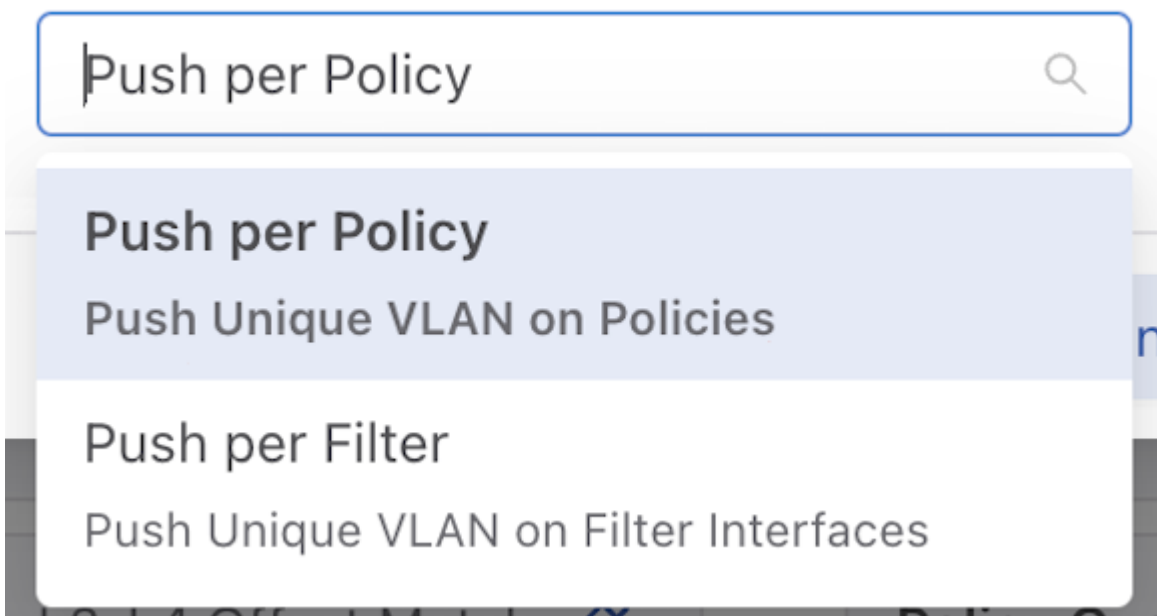 Push per Policy
Push per Policy
Push Unique VLAN on Policies
Push per Filter
Push Unique VLAN on Filter Interfaces